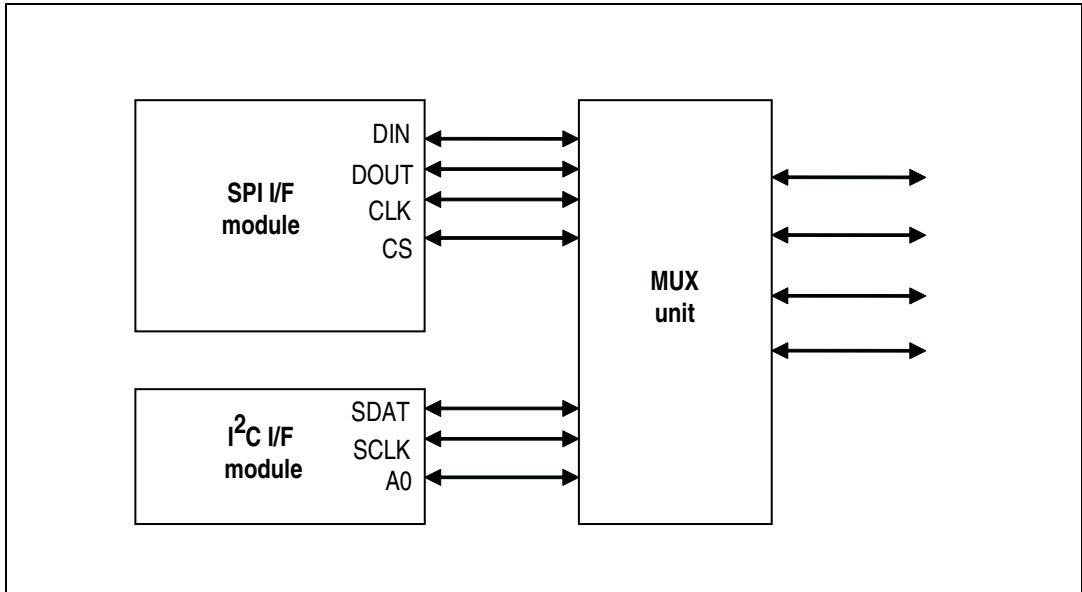 SPI I/F
module
DIN
DOUT
CLK
CS
I²C I/F
module
SDAT
SCLK
A0
MUX
unit